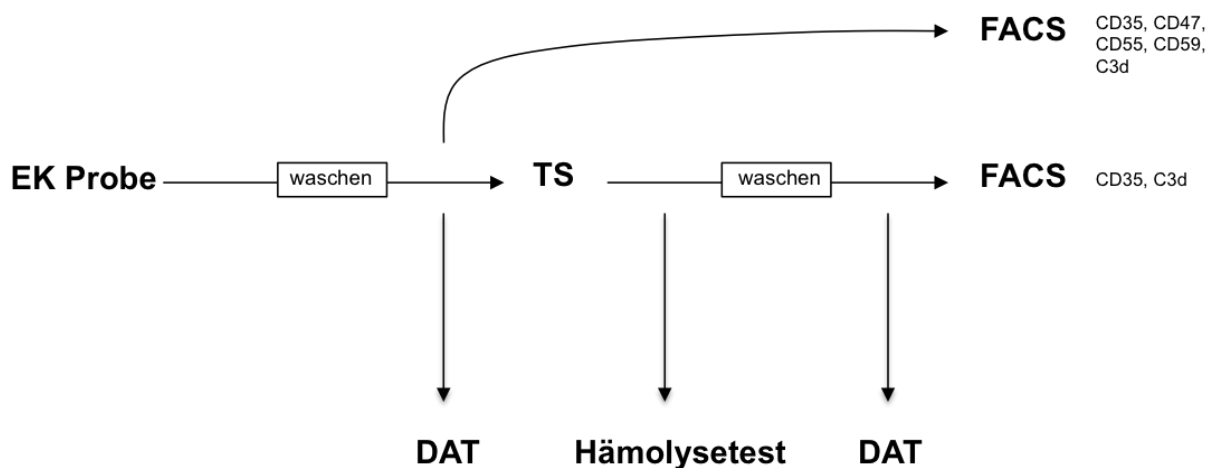 FACS
CD35, CD47,
CD55, CD59,
C3d
EK Probe
waschen
TS
waschen
FACS
CD35, C3d
DAT
Hämolysetest
DAT